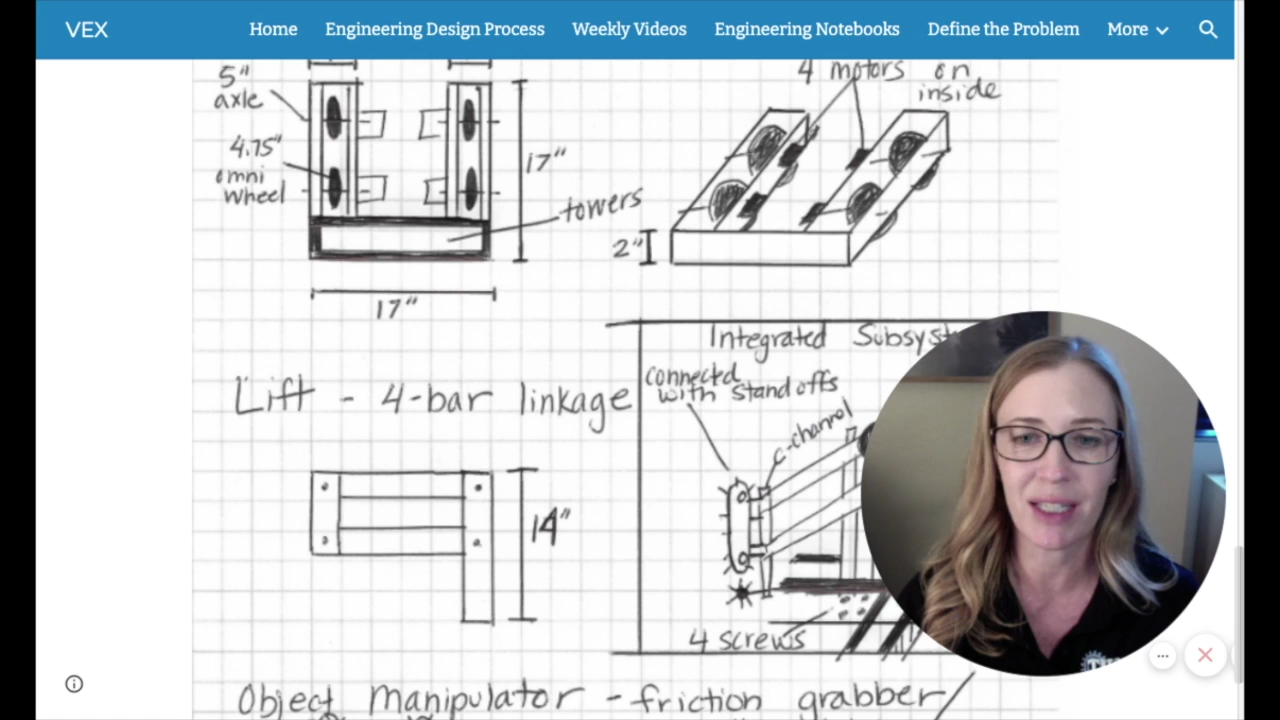 VEX
Home Engineering Design Process Weekly Videos Engineering Notebooks Define the Problem More
5"
axle
4.75"
omni
wheel
17"
towers
17"
4 motors on
inside
2"
Lift - 4-bar linkage
14"
Integrated
connected
with stand offs
c-channel
4 screws
Object Manipulator - friction grabber/